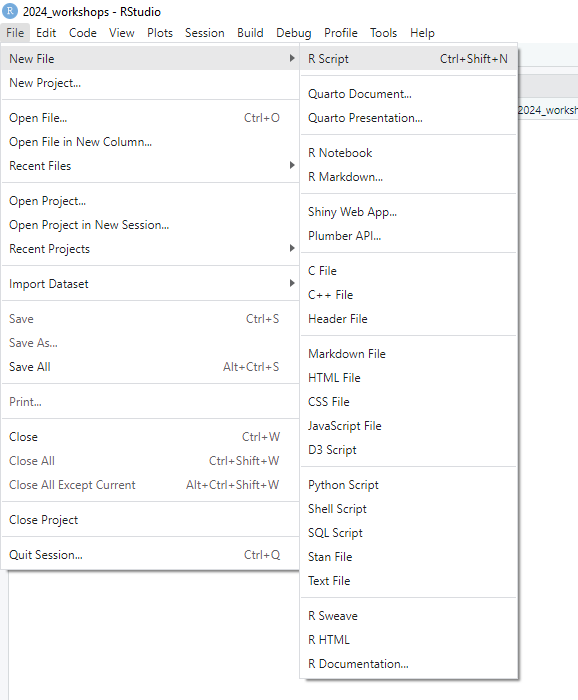 R 2024_workshops - RStudio
File Edit Code View Plots Session Build Debug Profile Tools Help
New File
New Project...
Open File... Ctrl+O
Open File in New Column...
Recent Files
Open Project...
Open Project in New Session...
Recent Projects
Import Dataset
Save Ctrl+S
Save As...
Save All Alt+Ctrl+S
Print...
Close Ctrl+W
Close All Ctrl+Shift+W
Close All Except Current Alt+Ctrl+Shift+W
Close Project
Quit Session... Ctrl+Q
R Script Ctrl+Shift+N
Quarto Document...
Quarto Presentation...
R Notebook
R Markdown...
Shiny Web App...
Plumber API...
C File
C++ File
Header File
Markdown File
HTML File
CSS File
JavaScript File
D3 Script
Python Script
Shell Script
SQL Script
Stan File
Text File
R Sweave
R HTML
R Documentation...
2024_worksh